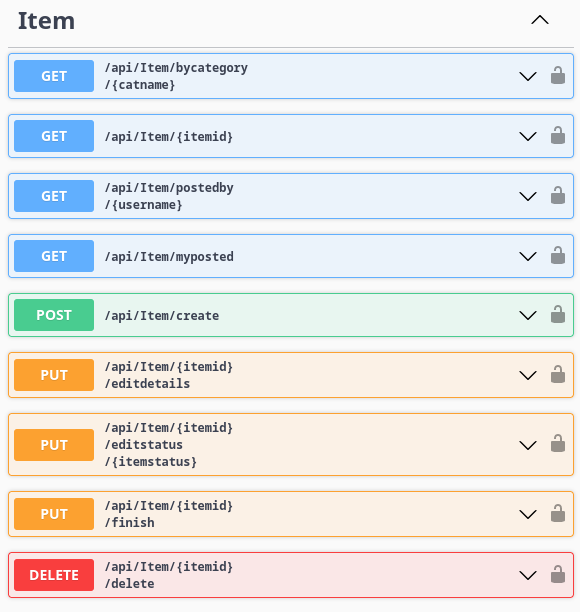 Item
GET
/api/Item/bycategory
/{catname}
GET
/api/Item/{itemid}
GET
/api/Item/postedby
/{username}
GET
/api/Item/myposted
POST
/api/Item/create
PUT
/api/Item/{itemid}
/editdetails
PUT
/api/Item/{itemid}
/editstatus
/{itemstatus}
PUT
/api/Item/{itemid}
/finish
DELETE
/api/Item/{itemid}
/delete